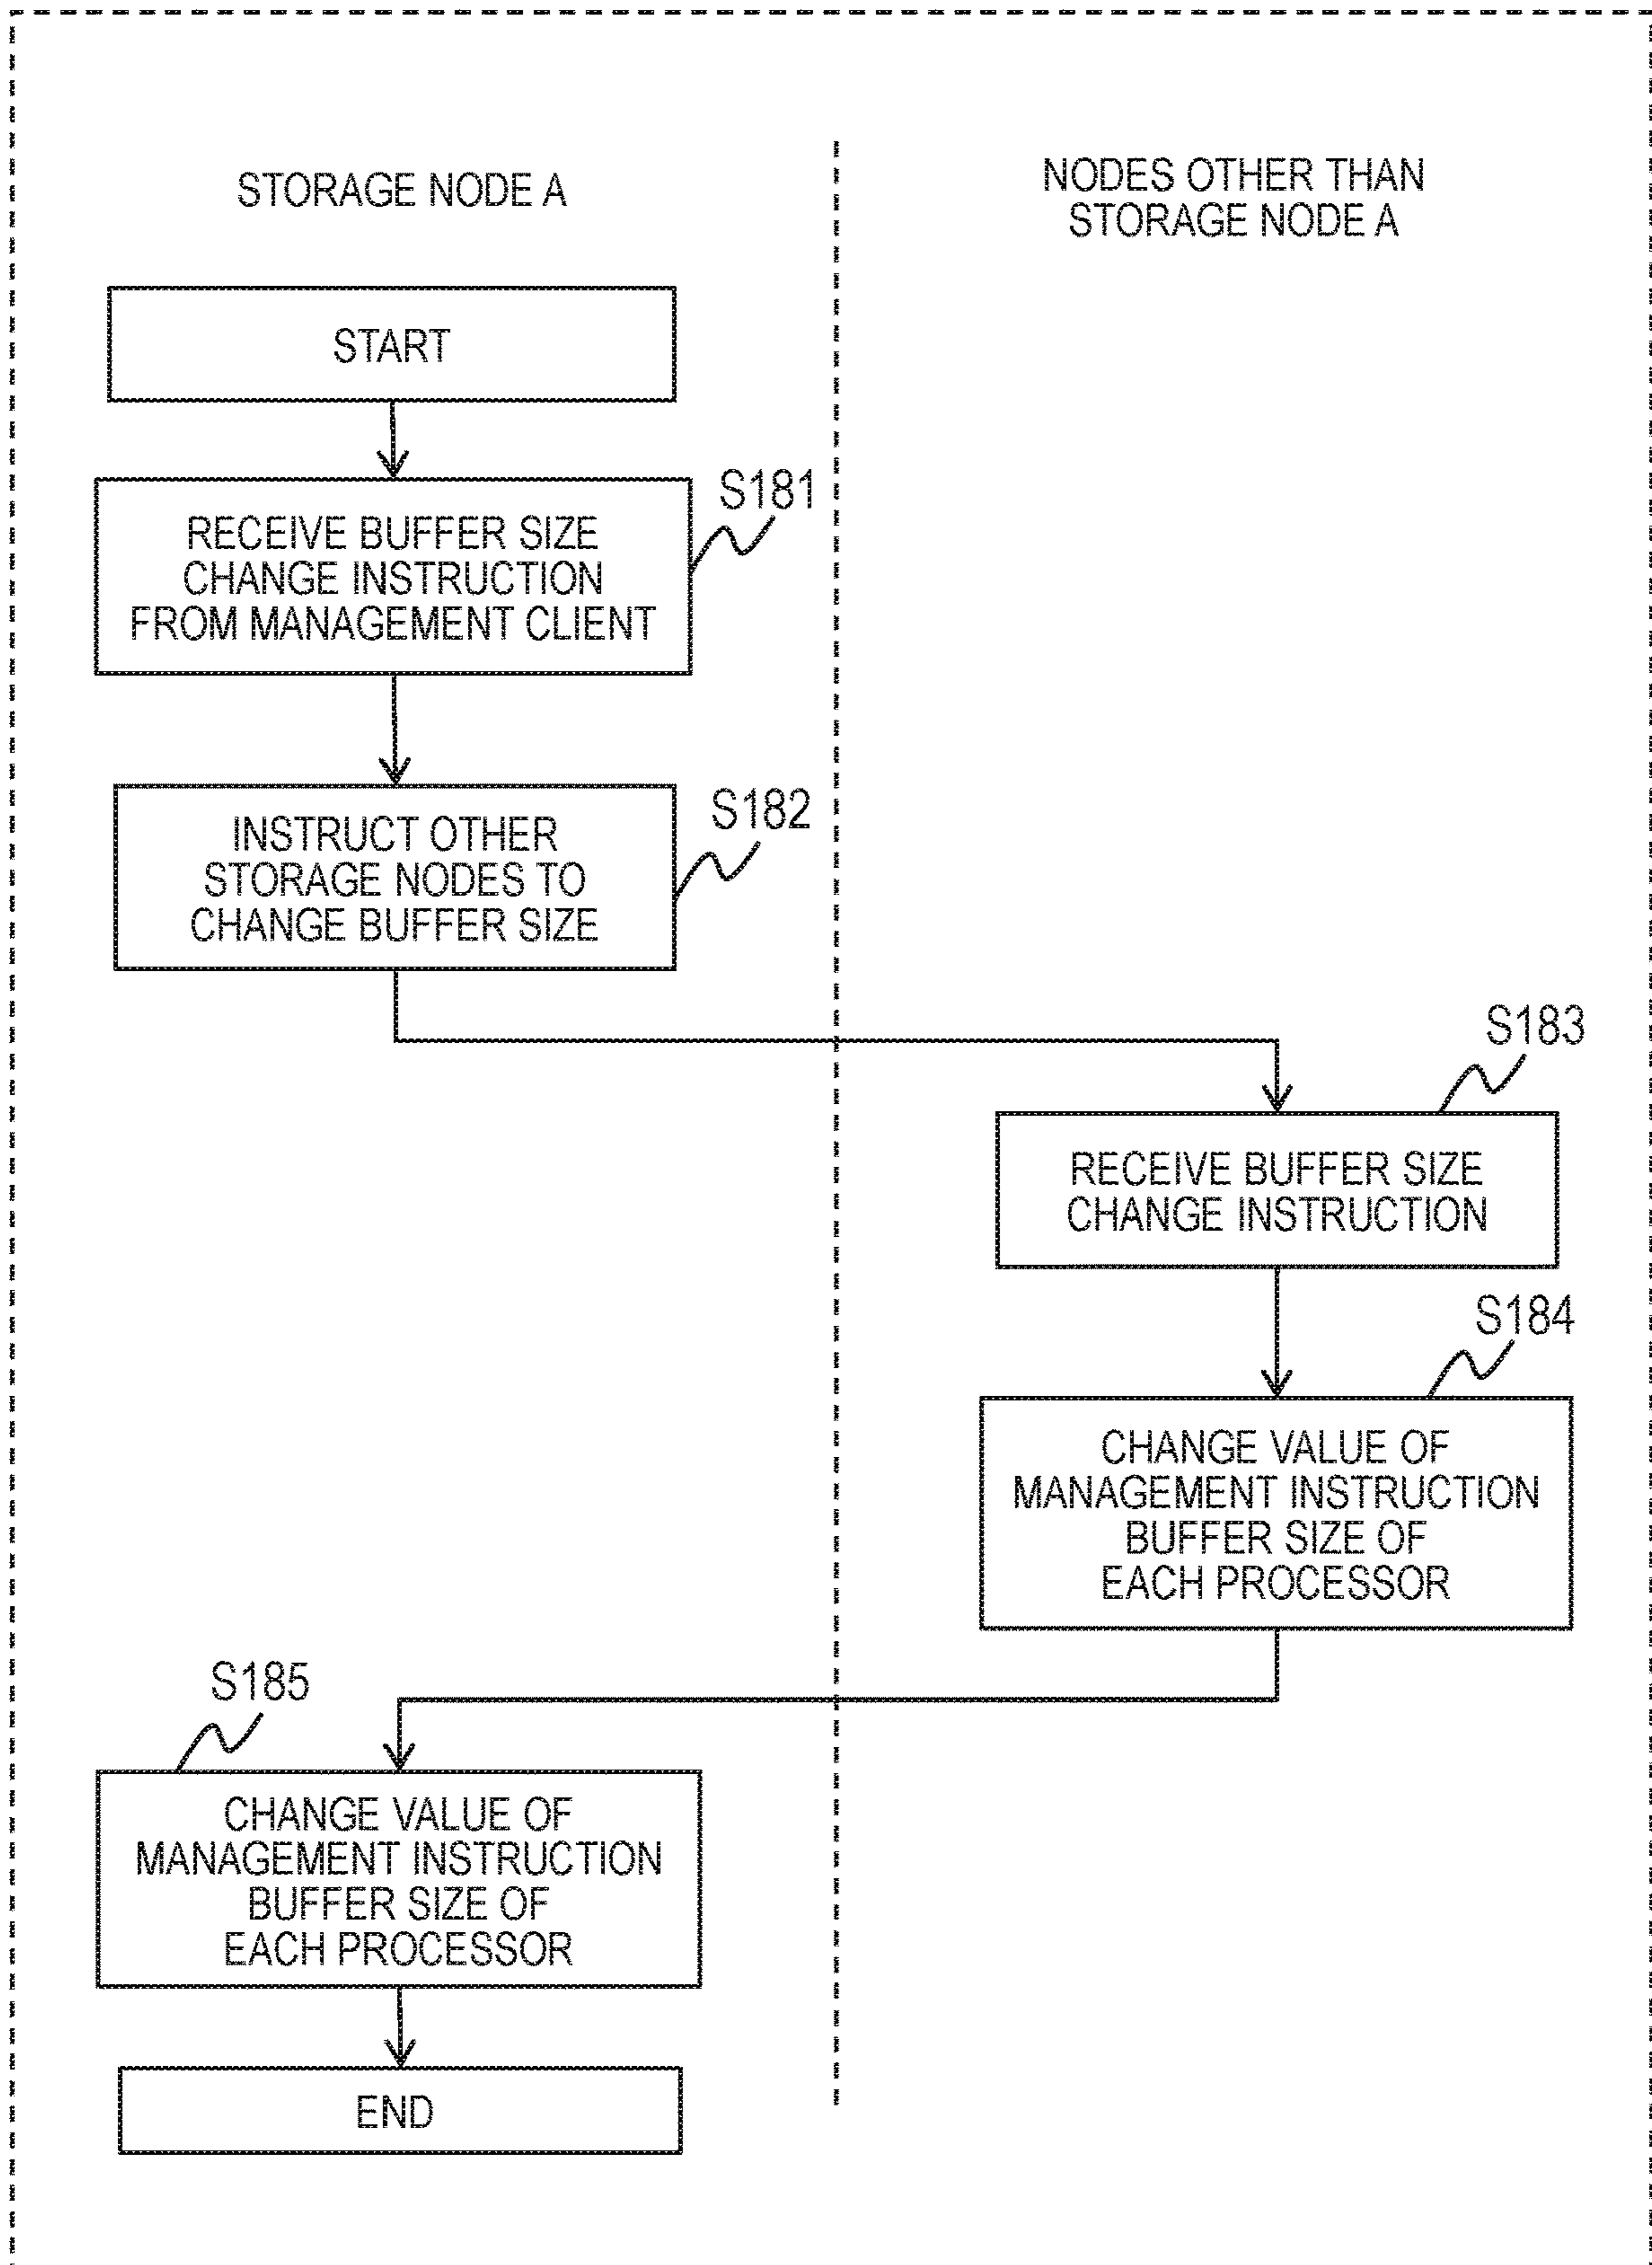 STORAGE NODE A
NODES OTHER THAN
STORAGE NODE A
START
S181
RECEIVE BUFFER SIZE
CHANGE INSTRUCTION
FROM MANAGEMENT CLIENT
S182
INSTRUCT OTHER
STORAGE NODES TO
CHANGE BUFFER SIZE
S183
RECEIVE BUFFER SIZE
CHANGE INSTRUCTION
S184
CHANGE VALUE OF
MANAGEMENT INSTRUCTION
BUFFER SIZE OF
EACH PROCESSOR
S185
CHANGE VALUE OF
MANAGEMENT INSTRUCTION
BUFFER SIZE OF
EACH PROCESSOR
END